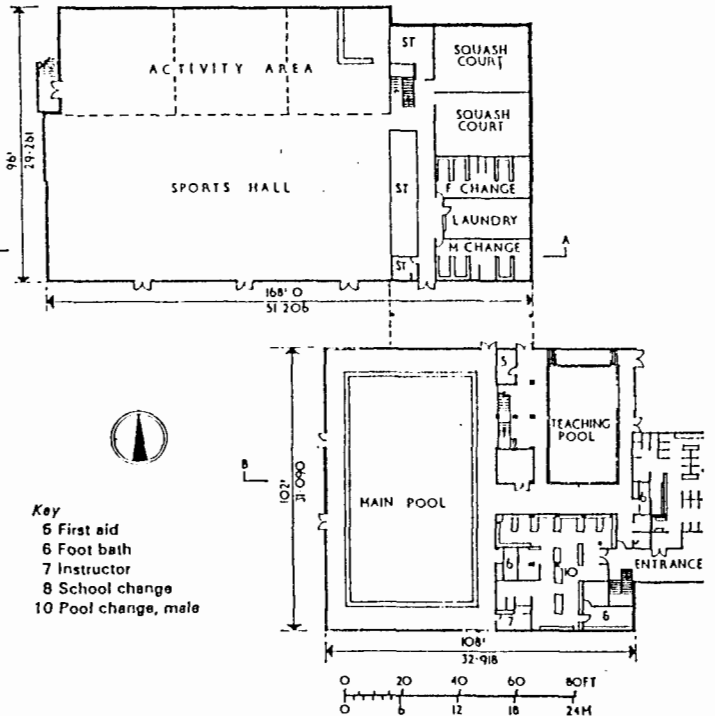 ST
SQUASH
COURT
ACTIVITY AREA
SQUASH
COURT
96'
29·261
SPORTS HALL
ST
F CHANGE
LAUNDRY
M CHANGE
ST
A
168' O
51·206
5
TEACHING
POOL
B
102'
31·090
MAIN POOL
Key
5 First aid
6 Foot bath
7 Instructor
8 School change
10 Pool change, male
6
10
ENTRANCE
7
6
108'
32·918
0 20 40 60 80FT
0 6 12 18 24M